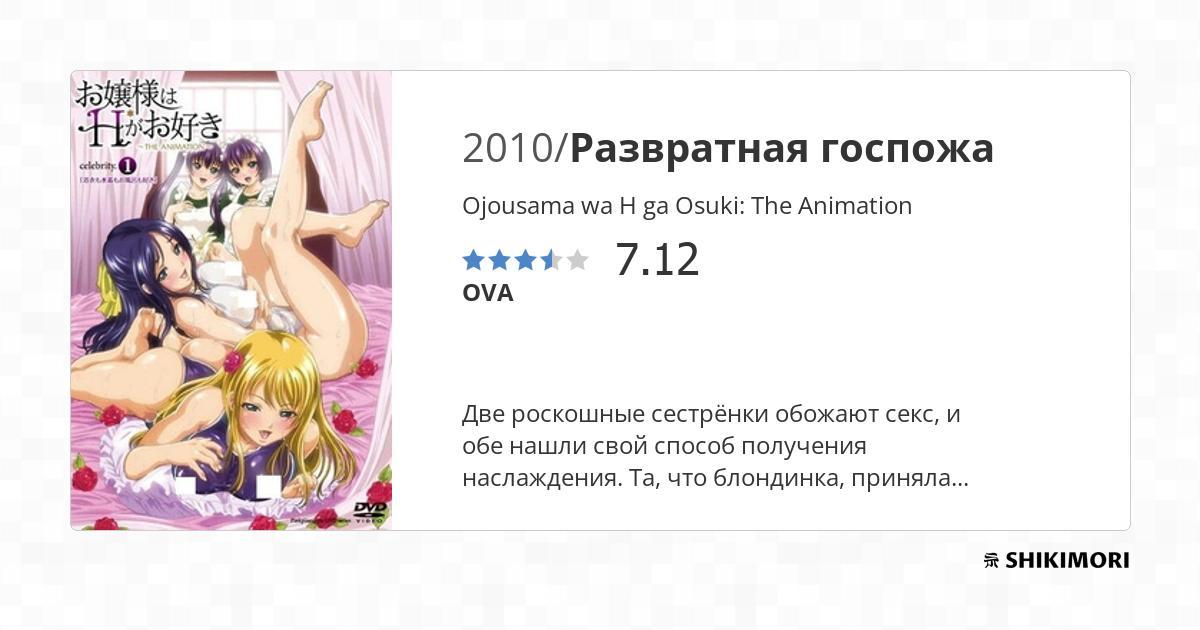 お嬢様は
Hがお好き
~THE ANIMATION~
celebrity. 1
DVD
VIDEO
2010/Развратная госпожа
Ojousama wa H ga Osuki: The Animation
7.12
OVA
Две роскошные сестрёнки обожают секс, и
обе нашли свой способ получения
наслаждения. Та, что блондинка, приняла...
SHIKIMORI